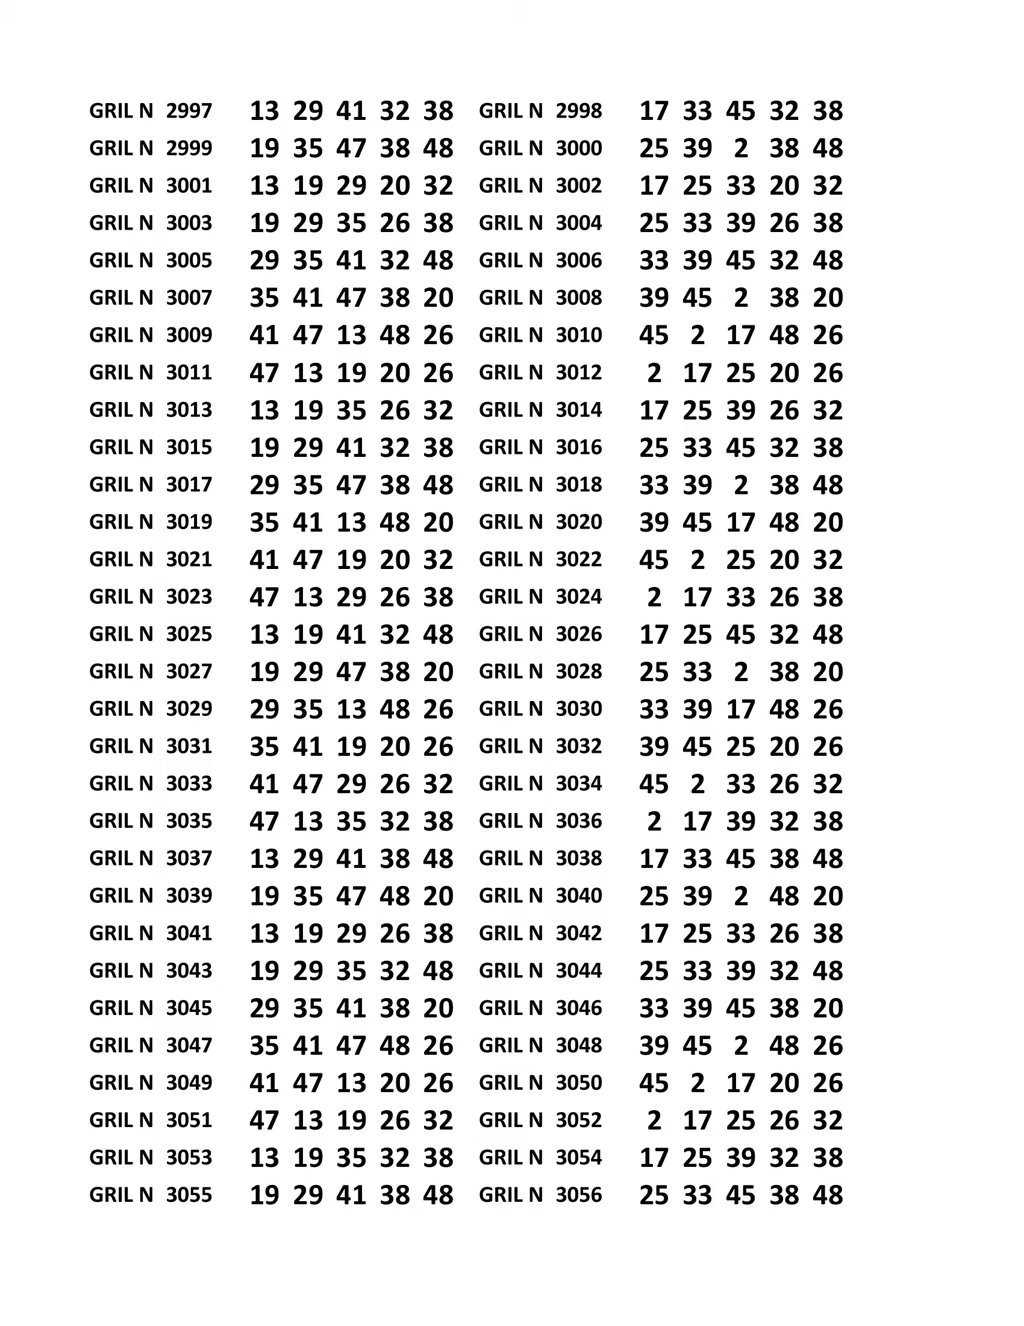 GRIL N 2997 13 29 41 32 38 GRIL N 2998 17 33 45 32 38
GRIL N 2999 19 35 47 38 48 GRIL N 3000 25 39 2 38 48
GRIL N 3001 13 19 29 20 32 GRIL N 3002 17 25 33 20 32
GRIL N 3003 19 29 35 26 38 GRIL N 3004 25 33 39 26 38
GRIL N 3005 29 35 41 32 48 GRIL N 3006 33 39 45 32 48
GRIL N 3007 35 41 47 38 20 GRIL N 3008 39 45 2 38 20
GRIL N 3009 41 47 13 48 26 GRIL N 3010 45 2 17 48 26
GRIL N 3011 47 13 19 20 26 GRIL N 3012 2 17 25 20 26
GRIL N 3013 13 19 35 26 32 GRIL N 3014 17 25 39 26 32
GRIL N 3015 19 29 41 32 38 GRIL N 3016 25 33 45 32 38
GRIL N 3017 29 35 47 38 48 GRIL N 3018 33 39 2 38 48
GRIL N 3019 35 41 13 48 20 GRIL N 3020 39 45 17 48 20
GRIL N 3021 41 47 19 20 32 GRIL N 3022 45 2 25 20 32
GRIL N 3023 47 13 29 26 38 GRIL N 3024 2 17 33 26 38
GRIL N 3025 13 19 41 32 48 GRIL N 3026 17 25 45 32 48
GRIL N 3027 19 29 47 38 20 GRIL N 3028 25 33 2 38 20
GRIL N 3029 29 35 13 48 26 GRIL N 3030 33 39 17 48 26
GRIL N 3031 35 41 19 20 26 GRIL N 3032 39 45 25 20 26
GRIL N 3033 41 47 29 26 32 GRIL N 3034 45 2 33 26 32
GRIL N 3035 47 13 35 32 38 GRIL N 3036 2 17 39 32 38
GRIL N 3037 13 29 41 38 48 GRIL N 3038 17 33 45 38 48
GRIL N 3039 19 35 47 48 20 GRIL N 3040 25 39 2 48 20
GRIL N 3041 13 19 29 26 38 GRIL N 3042 17 25 33 26 38
GRIL N 3043 19 29 35 32 48 GRIL N 3044 25 33 39 32 48
GRIL N 3045 29 35 41 38 20 GRIL N 3046 33 39 45 38 20
GRIL N 3047 35 41 47 48 26 GRIL N 3048 39 45 2 48 26
GRIL N 3049 41 47 13 20 26 GRIL N 3050 45 2 17 20 26
GRIL N 3051 47 13 19 26 32 GRIL N 3052 2 17 25 26 32
GRIL N 3053 13 19 35 32 38 GRIL N 3054 17 25 39 32 38
GRIL N 3055 19 29 41 38 48 GRIL N 3056 25 33 45 38 48